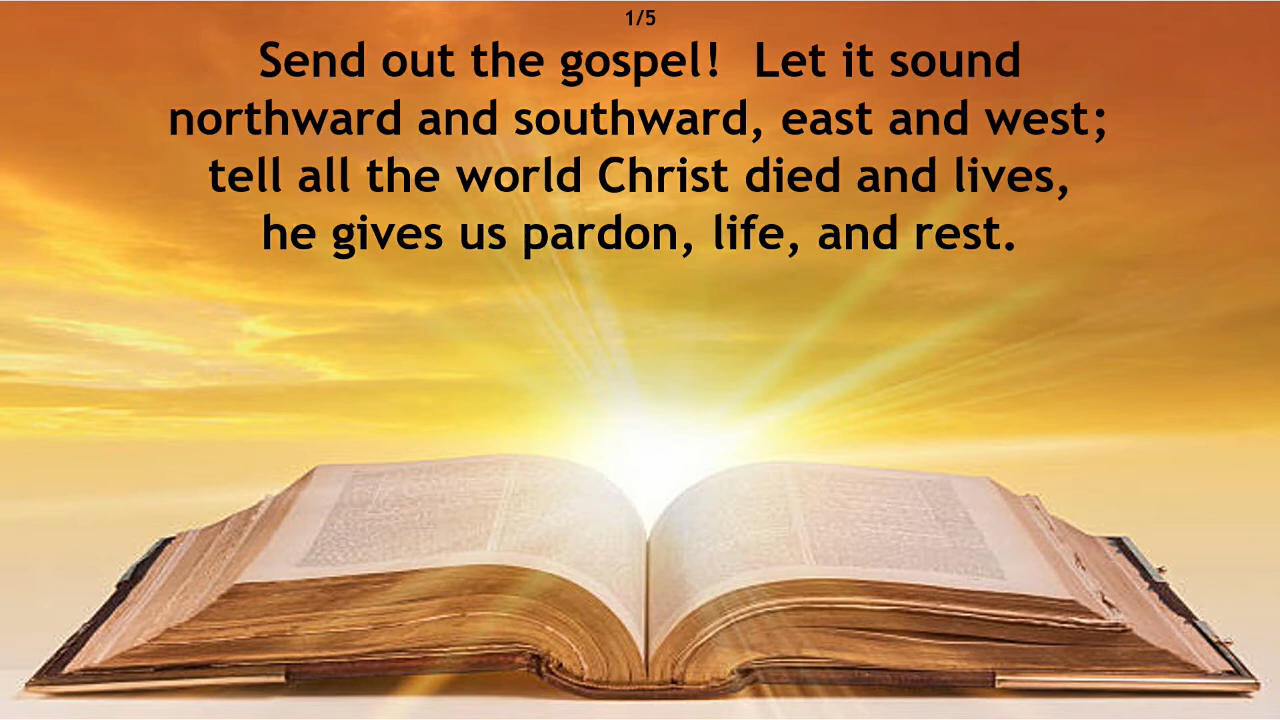 1/5
Send out the gospel!  Let it sound
northward and southward, east and west;
tell all the world Christ died and lives,
he gives us pardon, life, and rest.